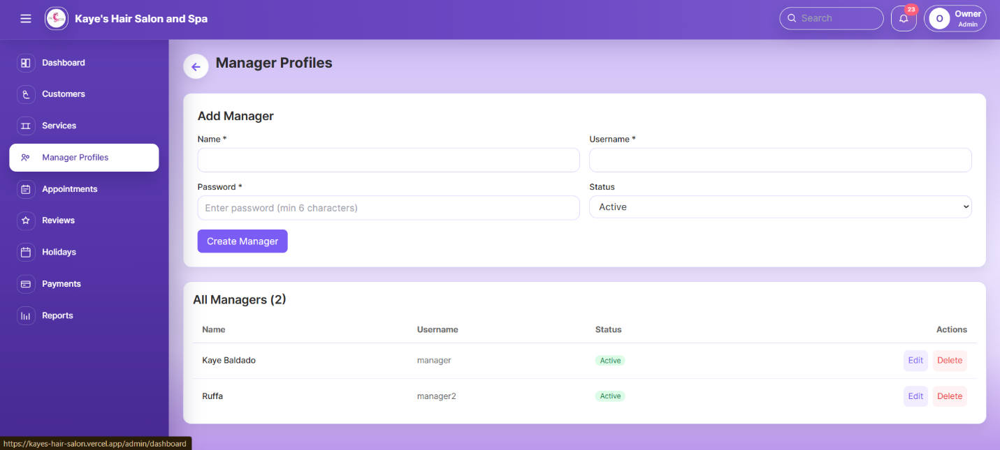 Kaye's Hair Salon and Spa
Search
23
O
Owner
Admin
Dashboard
Customers
Services
Manager Profiles
Appointments
Reviews
Holidays
Payments
Reports
Manager Profiles
Add Manager
Name *
Username *
Password *
Status
Enter password (min 6 characters)
Active
Create Manager
All Managers (2)
Name Username Status Actions
Kaye Baldado manager Active Edit Delete
Ruffa manager2 Active Edit Delete
https://kayes-hair-salon.vercel.app/admin/dashboard